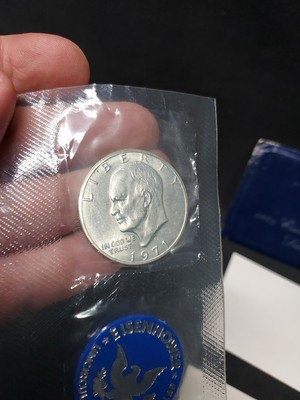 LIBERTY
IN GOD WE
TRUST
1971
EISENHOWER